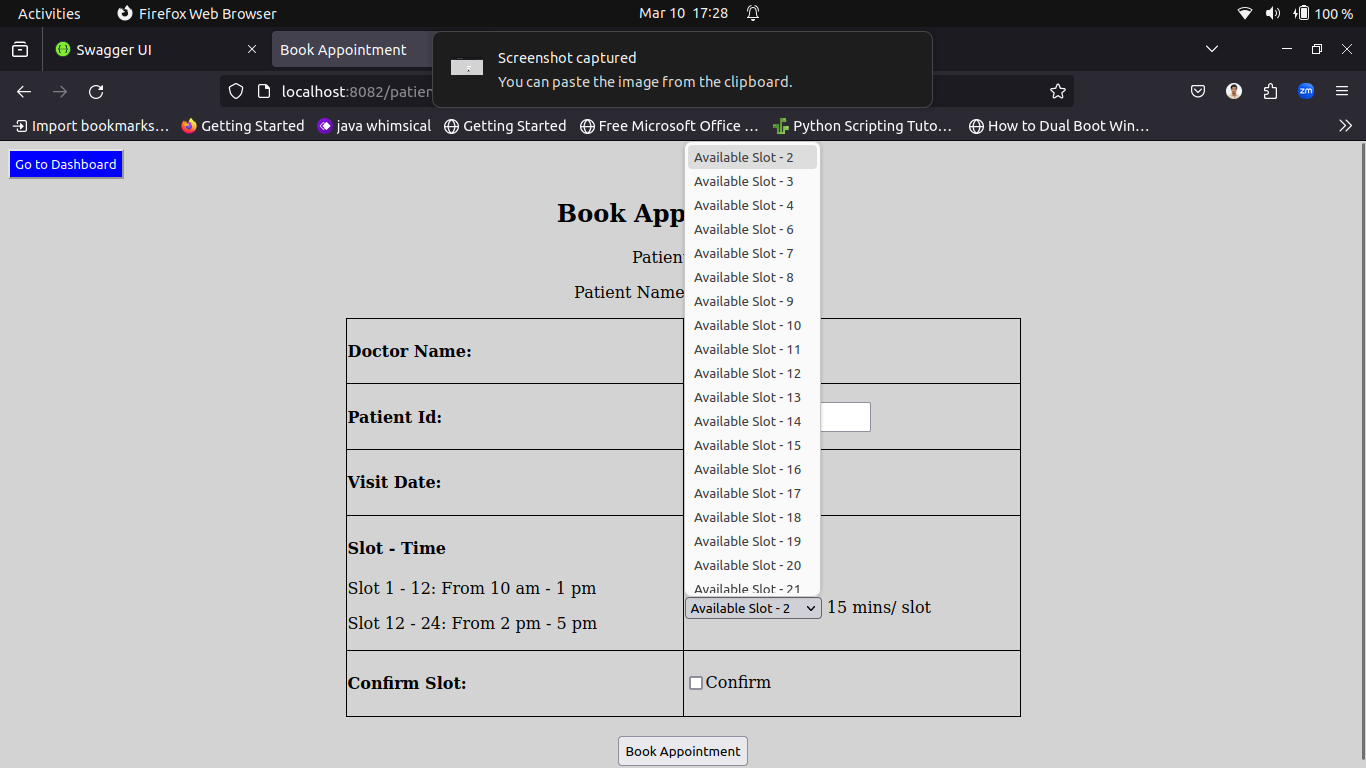 Activities Firefox Web Browser Mar 10 17:28 100 %
Swagger UI Book Appointment
Screenshot captured
You can paste the image from the clipboard.
localhost:8082/patien
Import bookmarks... Getting Started java whimsical Getting Started Free Microsoft Office ... Python Scripting Tuto... How to Dual Boot Win...
zm
Go to Dashboard
Book App
Patien
Patient Name
Available Slot - 2
Available Slot - 3
Available Slot - 4
Available Slot - 6
Available Slot - 7
Available Slot - 8
Available Slot - 9
Available Slot - 10
Available Slot - 11
Available Slot - 12
Available Slot - 13
Available Slot - 14
Available Slot - 15
Available Slot - 16
Available Slot - 17
Available Slot - 18
Available Slot - 19
Available Slot - 20
Available Slot - 21
Doctor Name:
Patient Id:
Visit Date:
Slot - Time
Slot 1 - 12: From 10 am - 1 pm
Slot 12 - 24: From 2 pm - 5 pm
Available Slot - 2 15 mins/ slot
Confirm Slot: Confirm
Book Appointment